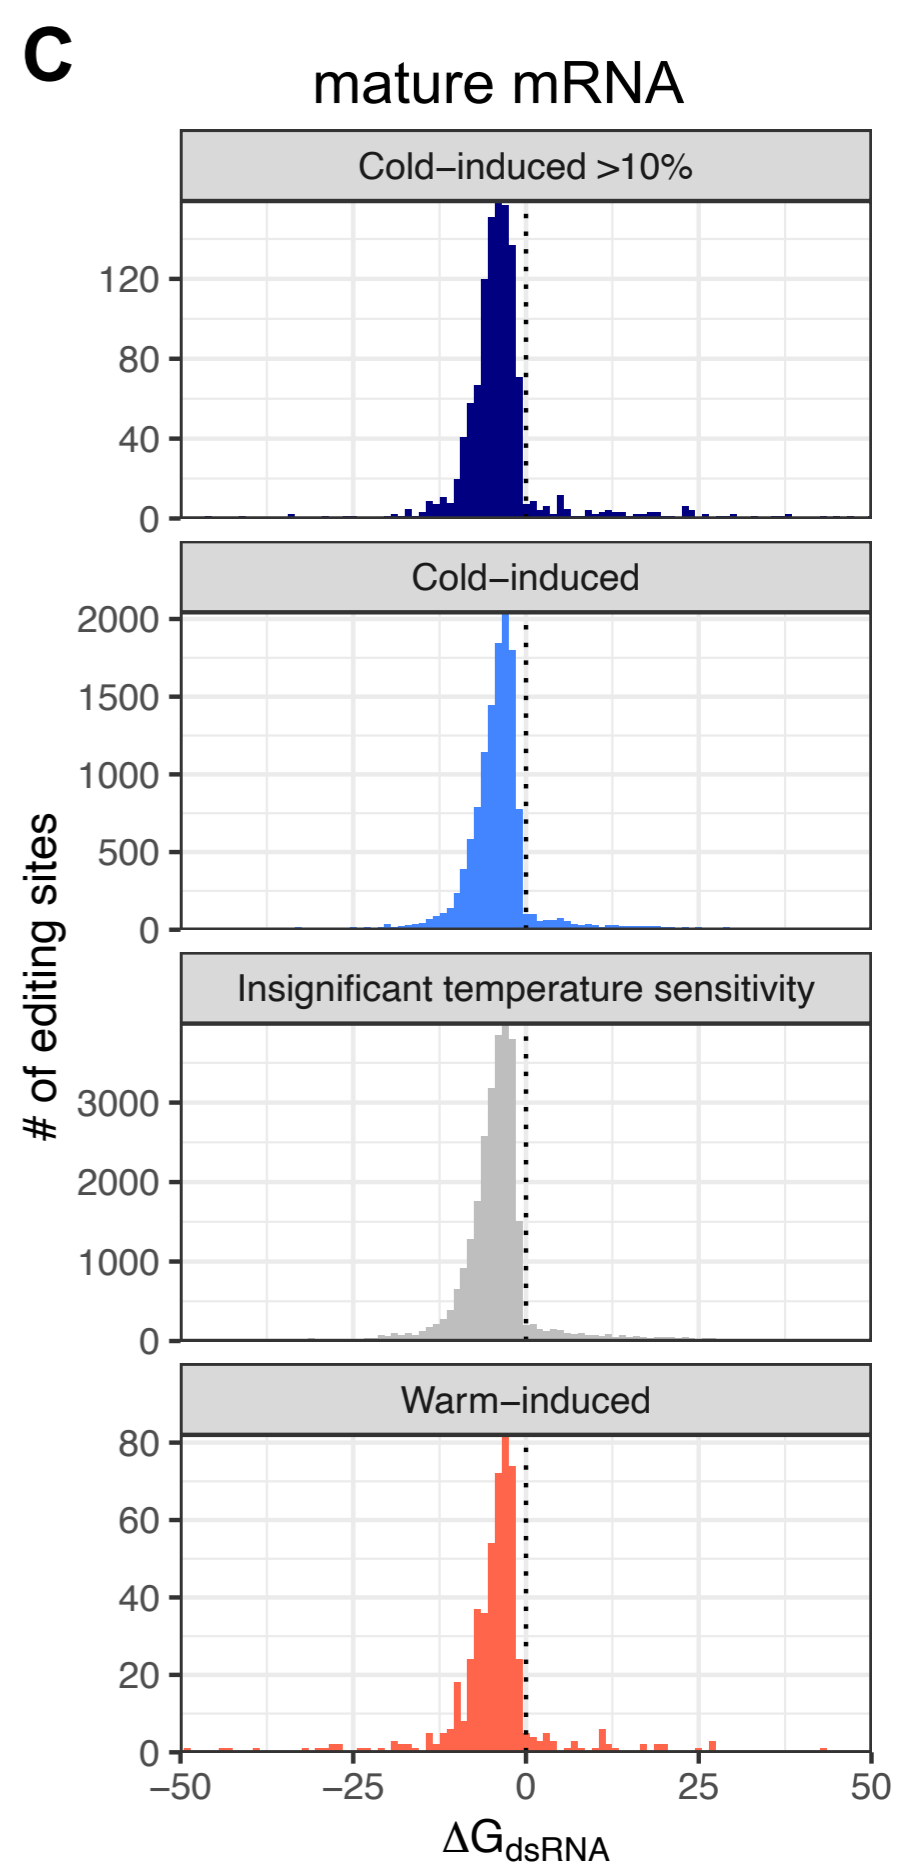 C
mature mRNA
Cold−induced >10%
120
80
40
0
Cold−induced
2000
1500
1000
500
0
Insignificant temperature sensitivity
3000
2000
1000
0
Warm−induced
80
60
40
20
0
−50 −25 0 25 50
ΔGdsRNA
# of editing sites